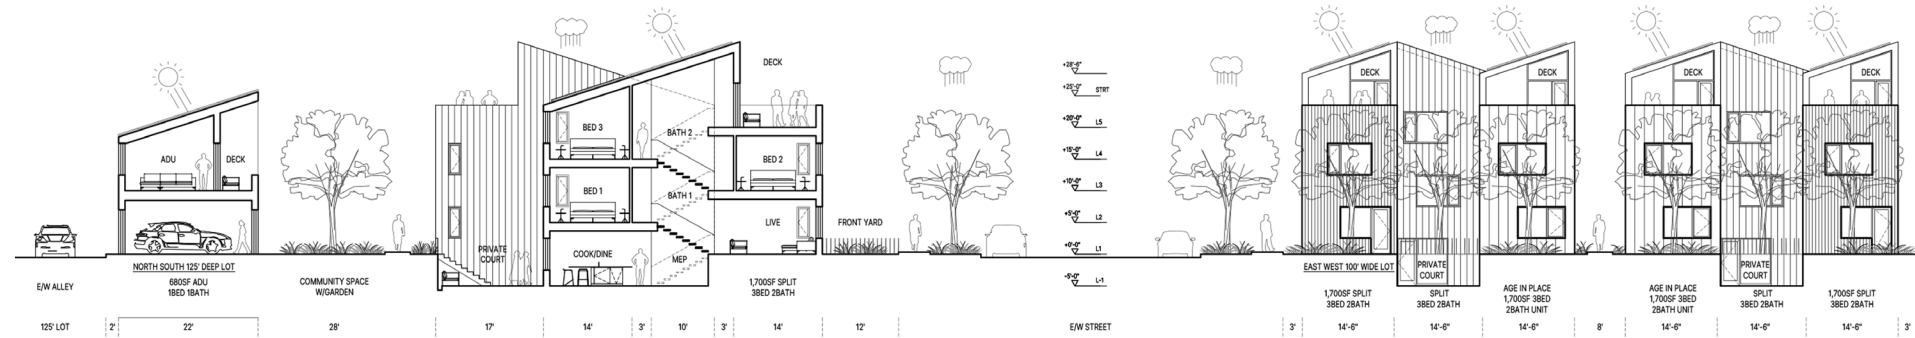 DECK
+28'-6"
+25'-0" STRT
+20'-0" L5
+15'-0" L4
+10'-0" L3
+5'-0" L2
+0'-0" L1
-5'-0" L-1
DECK
DECK
DECK
DECK
BED 3
BATH 2
ADU
DECK
BED 2
BED 1
BATH 1
LIVE
FRONT YARD
PRIVATE
COURT
COOK/DINE
MEP
NORTH SOUTH 125' DEEP LOT
680SF ADU
1BED 1BATH
E/W ALLEY
COMMUNITY SPACE
W/GARDEN
1,700SF SPLIT
3BED 2BATH
EAST WEST 100' WIDE LOT
PRIVATE
COURT
PRIVATE
COURT
1,700SF SPLIT
3BED 2BATH
SPLIT
3BED 2BATH
AGE IN PLACE
1,700SF 3BED
2BATH UNIT
AGE IN PLACE
1,700SF 3BED
2BATH UNIT
SPLIT
3BED 2BATH
1,700SF SPLIT
3BED 2BATH
125' LOT 2' 22' 28' 17' 14' 3' 10' 3' 14' 12' E/W STREET 3' 14'-6" 14'-6" 14'-6" 8' 14'-6" 14'-6" 14'-6" 3'